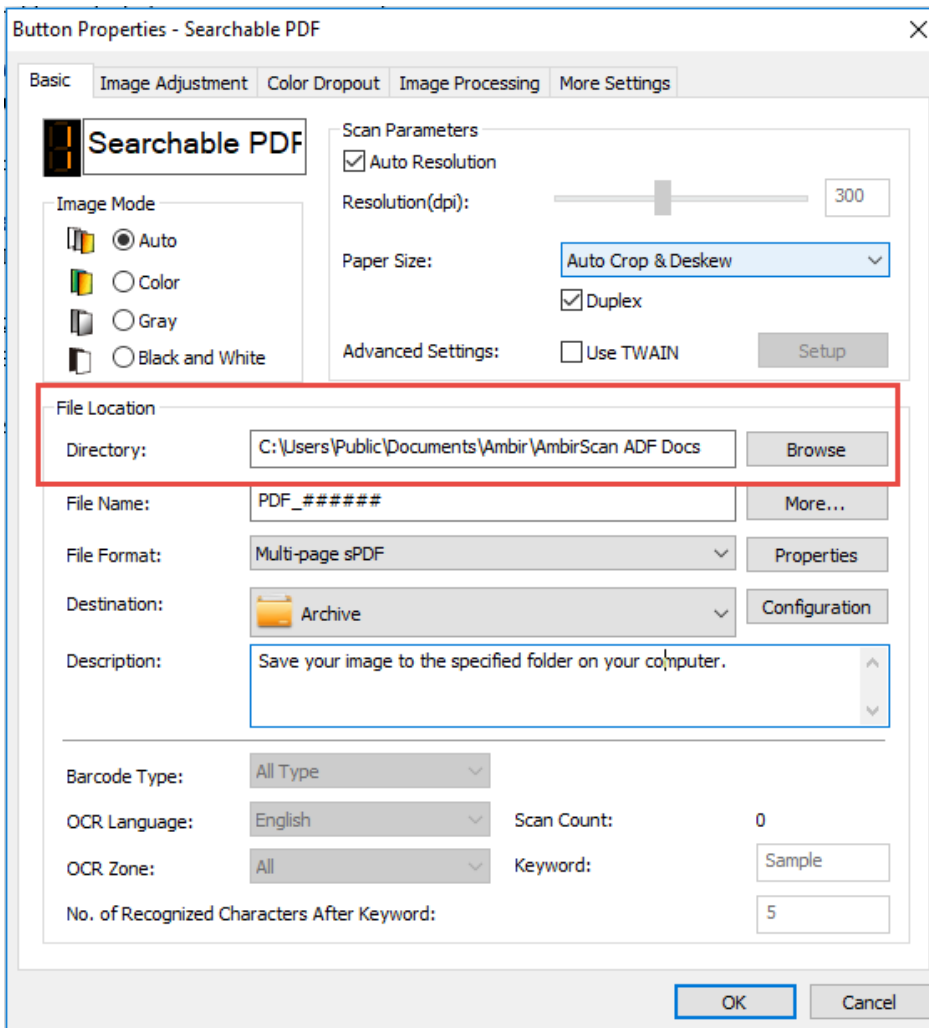 Button Properties - Searchable PDF
Basic Image Adjustment Color Dropout Image Processing More Settings
1 Searchable PDF
Scan Parameters
Auto Resolution
Resolution(dpi): 300
Image Mode
Auto
Color
Gray
Black and White
Paper Size: Auto Crop & Deskew
Duplex
Advanced Settings: Use TWAIN Setup
File Location
Directory: C:\Users\Public\Documents\Ambir\AmbirScan ADF Docs Browse
File Name: PDF_###### More...
File Format: Multi-page sPDF Properties
Destination: Archive Configuration
Description: Save your image to the specified folder on your computer.
Barcode Type: All Type
OCR Language: English Scan Count: 0
OCR Zone: All Keyword: Sample
No. of Recognized Characters After Keyword: 5
OK Cancel